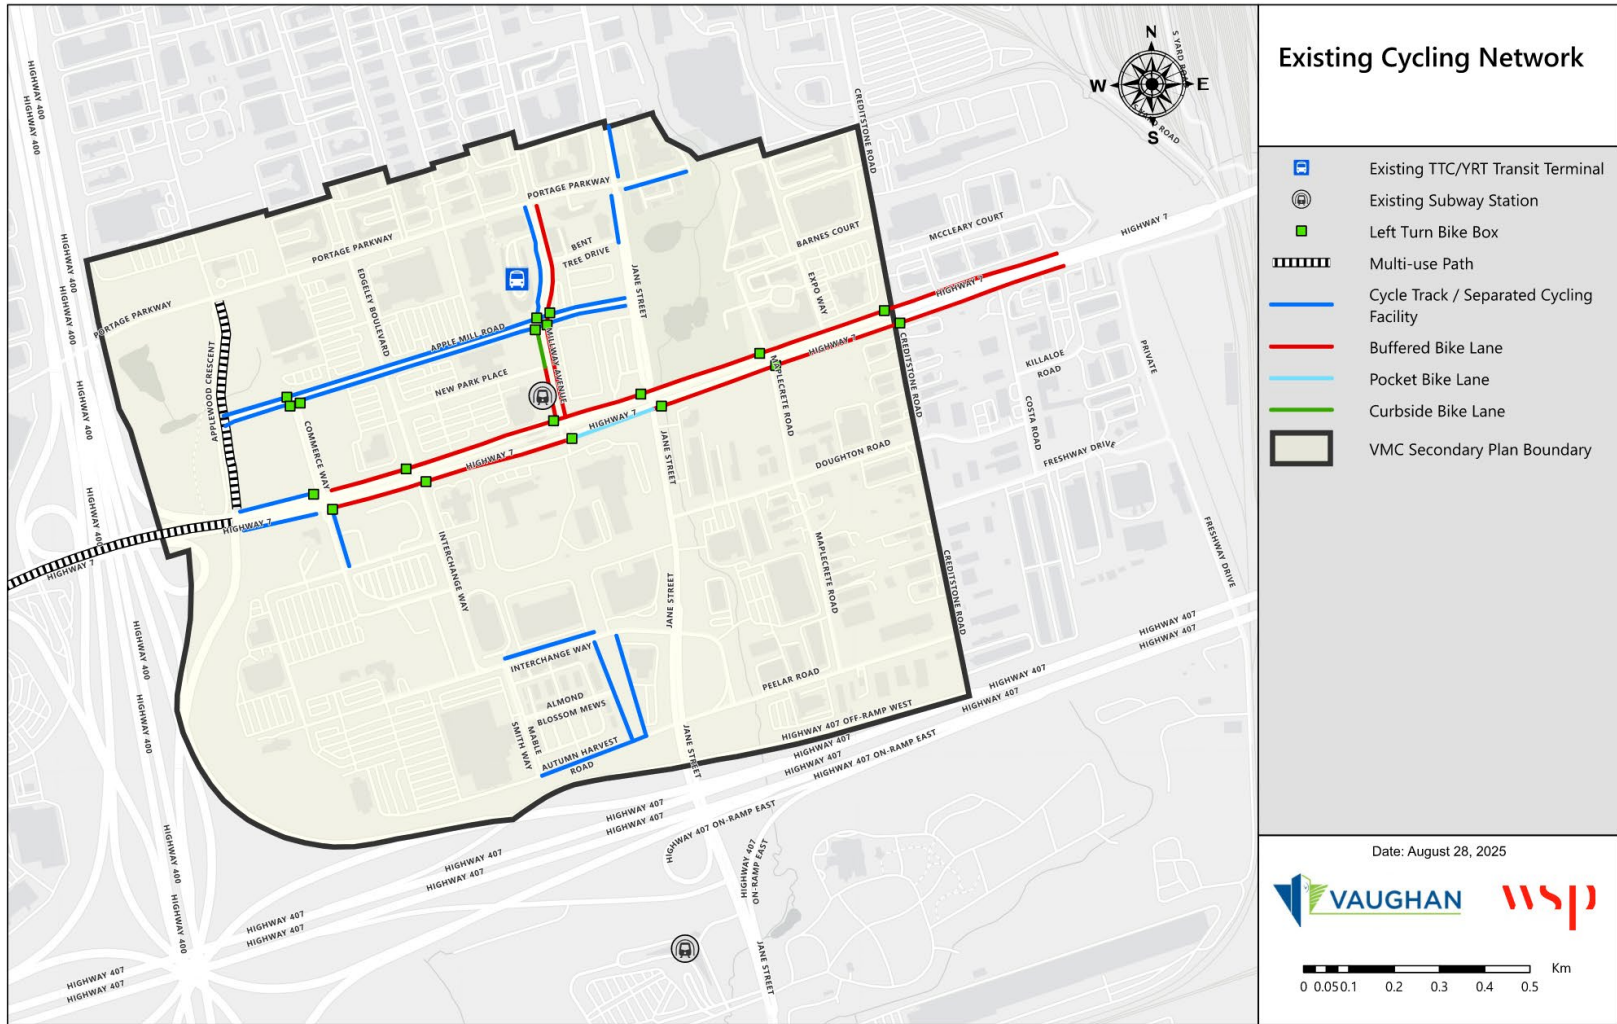 Existing Cycling Network
Existing TTC/YRT Transit Terminal
Existing Subway Station
Left Turn Bike Box
Multi-use Path
Cycle Track / Separated Cycling
Facility
Buffered Bike Lane
Pocket Bike Lane
Curbside Bike Lane
VMC Secondary Plan Boundary
Date: August 28, 2025
VAUGHAN
wsp
Km
0 0.05 0.1 0.2 0.3 0.4 0.5
N
W
E
S
S YARD ROAD
HIGHWAY 400
HIGHWAY 400
CREDITSTONE ROAD
PORTAGE PARKWAY
MCCLEARY COURT
HIGHWAY 7
BARNES COURT
BENT
TREE DRIVE
PORTAGE PARKWAY
HIGHWAY 400
HIGHWAY 400
EDGELEY BOULEVARD
JANE STREET
EXPO WAY
HIGHWAY 7
PORTAGE PARKWAY
APPLE MILL ROAD
MILLWAY AVENUE
HIGHWAY 7
CREDITSTONE ROAD
PRIVATE
KILLALOE
ROAD
APPLEWOOD CRESCENT
NEW PARK PLACE
MAPLECRETE ROAD
HIGHWAY 400
HIGHWAY 7
COSTA ROAD
COMMERCE WAY
JANE STREET
DOUGHTON ROAD
FRESHWAY DRIVE
HIGHWAY 7
HIGHWAY 400
HIGHWAY 7
HIGHWAY 7
FRESHWAY DRIVE
INTERCHANGE WAY
MAPLECRETE ROAD
CREDITSTONE ROAD
JANE STREET
HIGHWAY 400
HIGHWAY 407
HIGHWAY 407
INTERCHANGE WAY
PEELAR ROAD
HIGHWAY 407
HIGHWAY 407
ALMOND
BLOSSOM MEWS
HIGHWAY 400
MABLE
SMITH WAY
AUTUMN HARVEST
ROAD
JANE STREET
HIGHWAY 407 OFF-RAMP WEST
HIGHWAY 407
HIGHWAY 407
HIGHWAY 407 ON-RAMP EAST
HIGHWAY 407
HIGHWAY 407
HIGHWAY 407 ON-RAMP EAST
HIGHWAY 400
HIGHWAY 407
HIGHWAY 407
HIGHWAY 407
ON-RAMP EAST
HIGHWAY 400
HIGHWAY 407
HIGHWAY 407
JANE STREET
HIGHWAY 407
HIGHWAY 407